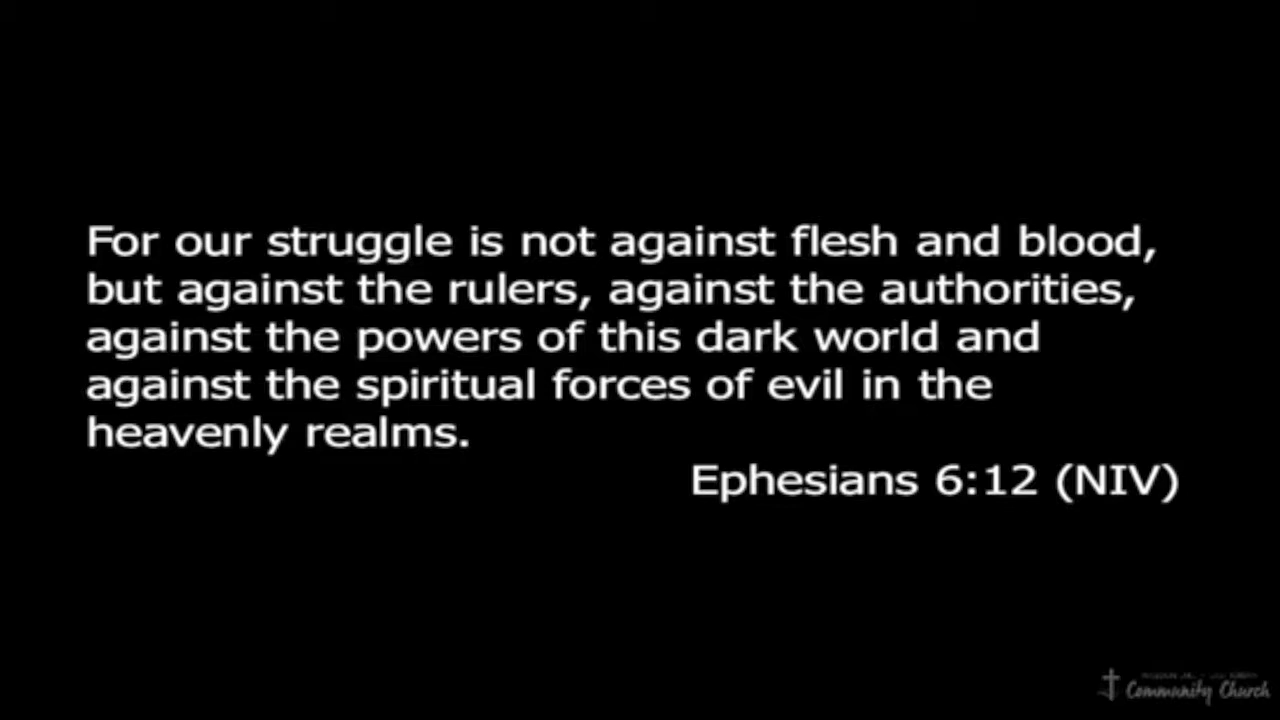 For our struggle is not against flesh and blood,
but against the rulers, against the authorities,
against the powers of this dark world and
against the spiritual forces of evil in the
heavenly realms.
Ephesians 6:12 (NIV)
Community Church